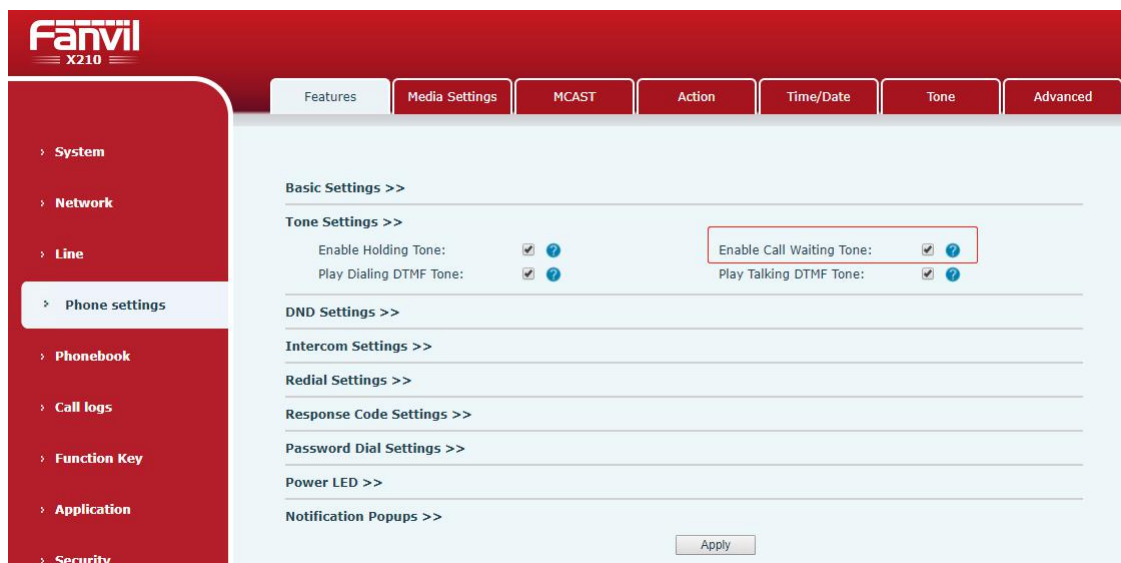 Fanvil
X210
Features Media Settings MCAST Action Time/Date Tone Advanced
› System
› Network
› Line
› Phone settings
› Phonebook
› Call logs
› Function Key
› Application
› Security
Basic Settings >>
Tone Settings >>
Enable Holding Tone: ? Enable Call Waiting Tone: ?
Play Dialing DTMF Tone: ? Play Talking DTMF Tone: ?
DND Settings >>
Intercom Settings >>
Redial Settings >>
Response Code Settings >>
Password Dial Settings >>
Power LED >>
Notification Popups >>
Apply